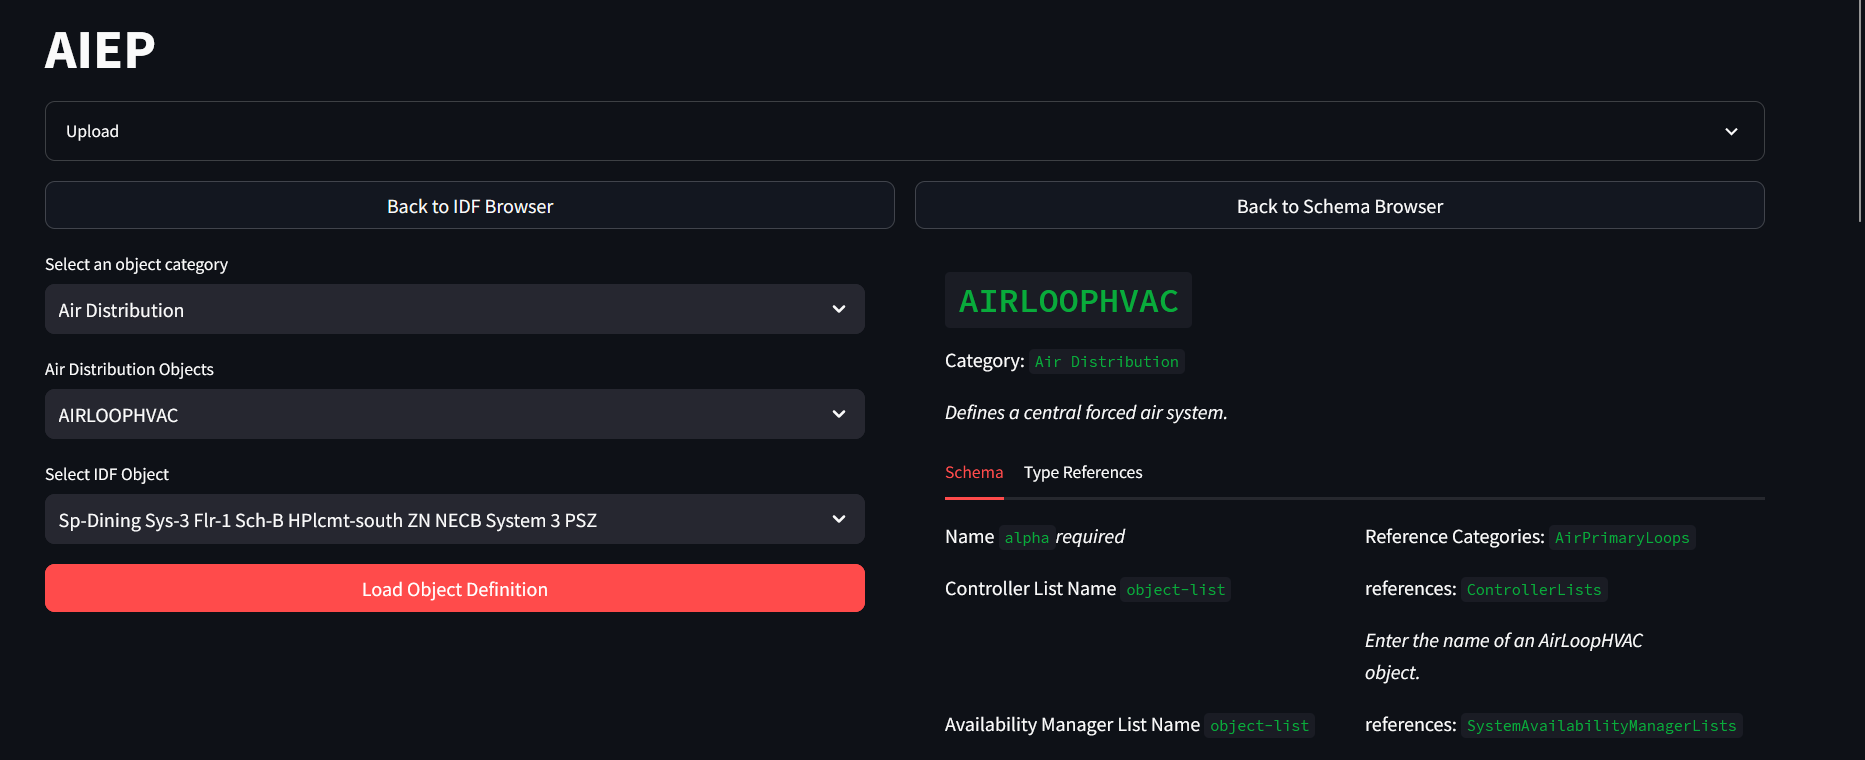 AIEP
Upload
Back to IDF Browser
Back to Schema Browser
Select an object category
Air Distribution
Air Distribution Objects
AIRLOOPHVAC
Select IDF Object
Sp-Dining Sys-3 Flr-1 Sch-B HPlcmt-south ZN NECB System 3 PSZ
Load Object Definition
AIRLOOPHVAC
Category: Air Distribution
Defines a central forced air system.
Schema Type References
Name alpha required
Reference Categories: AirPrimaryLoops
Controller List Name object-list
references: ControllerLists
Enter the name of an AirLoopHVAC
object.
Availability Manager List Name object-list
references: SystemAvailabilityManagerLists